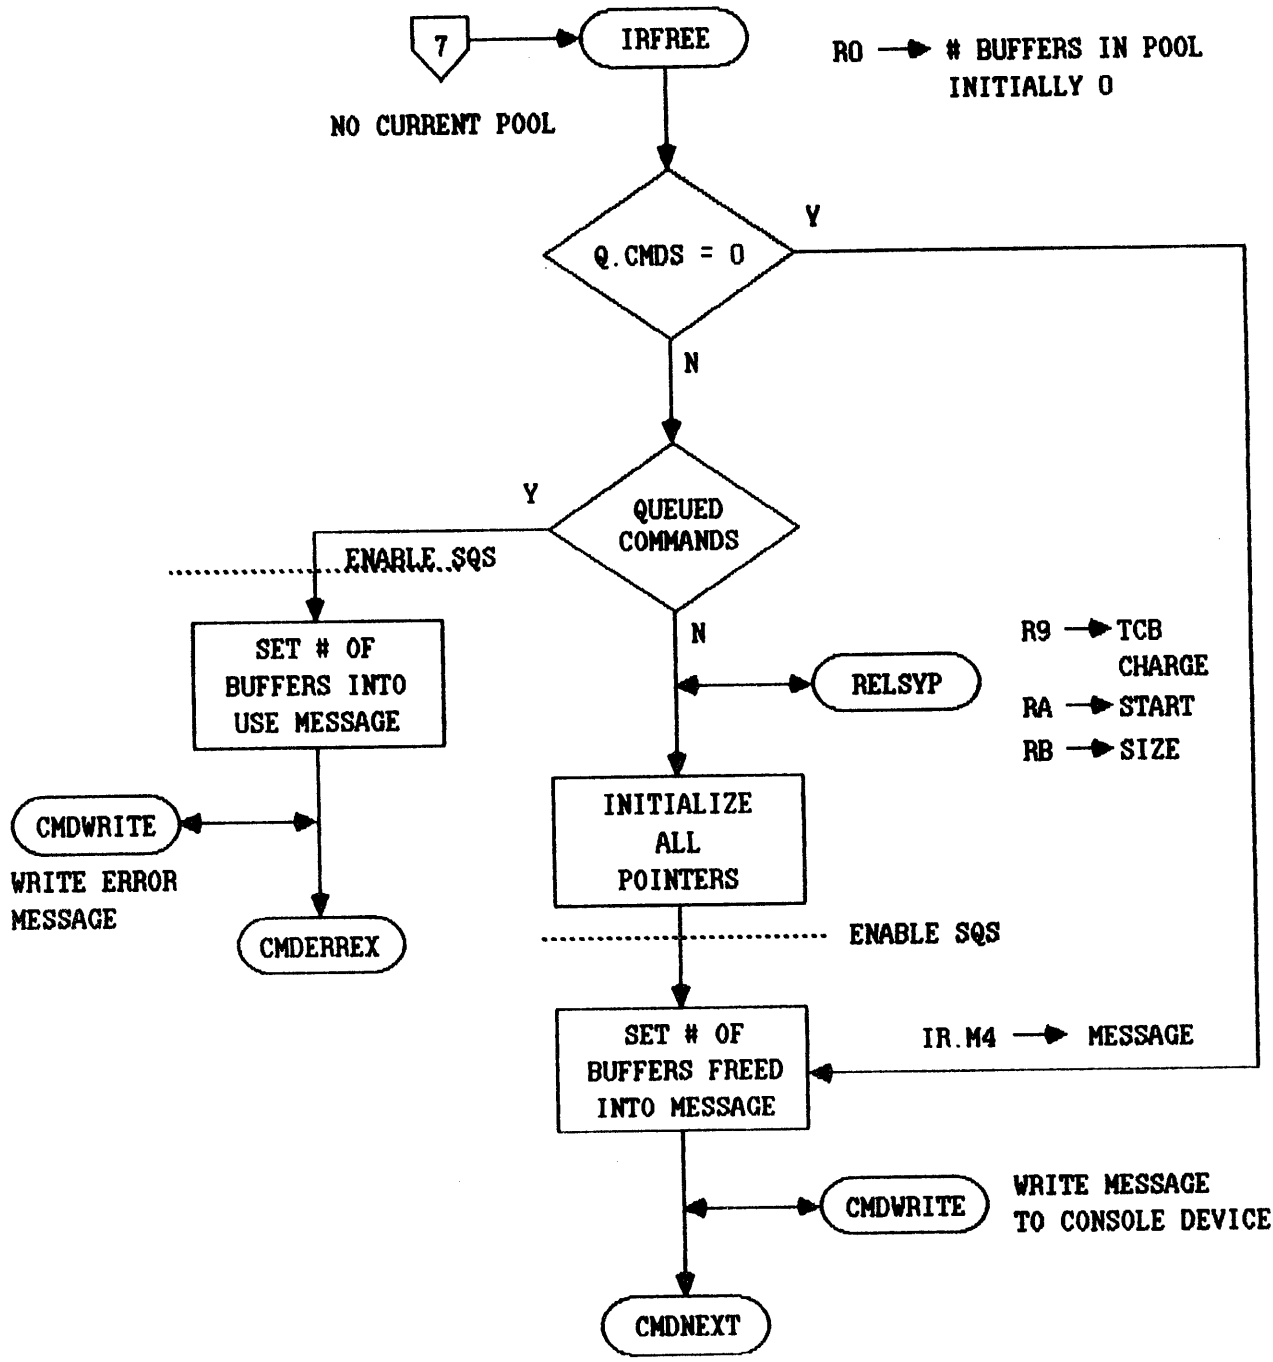 7
IRFREE
R0 # BUFFERS IN POOL
INITIALLY 0
NO CURRENT POOL
Y
Q.CMDS = 0
N
Y
QUEUED
COMMANDS
ENABLE SQS
N
SET # OF
BUFFERS INTO
USE MESSAGE
RELSYP
R9 TCB
CHARGE
RA START
RB SIZE
INITIALIZE
ALL
POINTERS
CMDWRITE
WRITE ERROR
MESSAGE
CMDERREX
ENABLE SQS
SET # OF
BUFFERS FREED
INTO MESSAGE
IR.M4 MESSAGE
CMDWRITE
WRITE MESSAGE
TO CONSOLE DEVICE
CMDNEXT